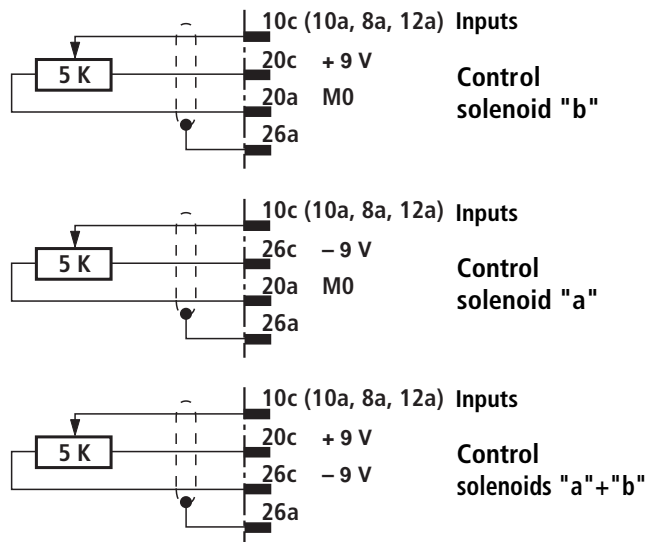 10c (10a, 8a, 12a) Inputs
5 K
20c + 9 V
20a M0
26a
Control
solenoid "b"
10c (10a, 8a, 12a) Inputs
5 K
26c – 9 V
20a M0
26a
Control
solenoid "a"
10c (10a, 8a, 12a) Inputs
5 K
20c + 9 V
26c – 9 V
26a
Control
solenoids "a"+"b"